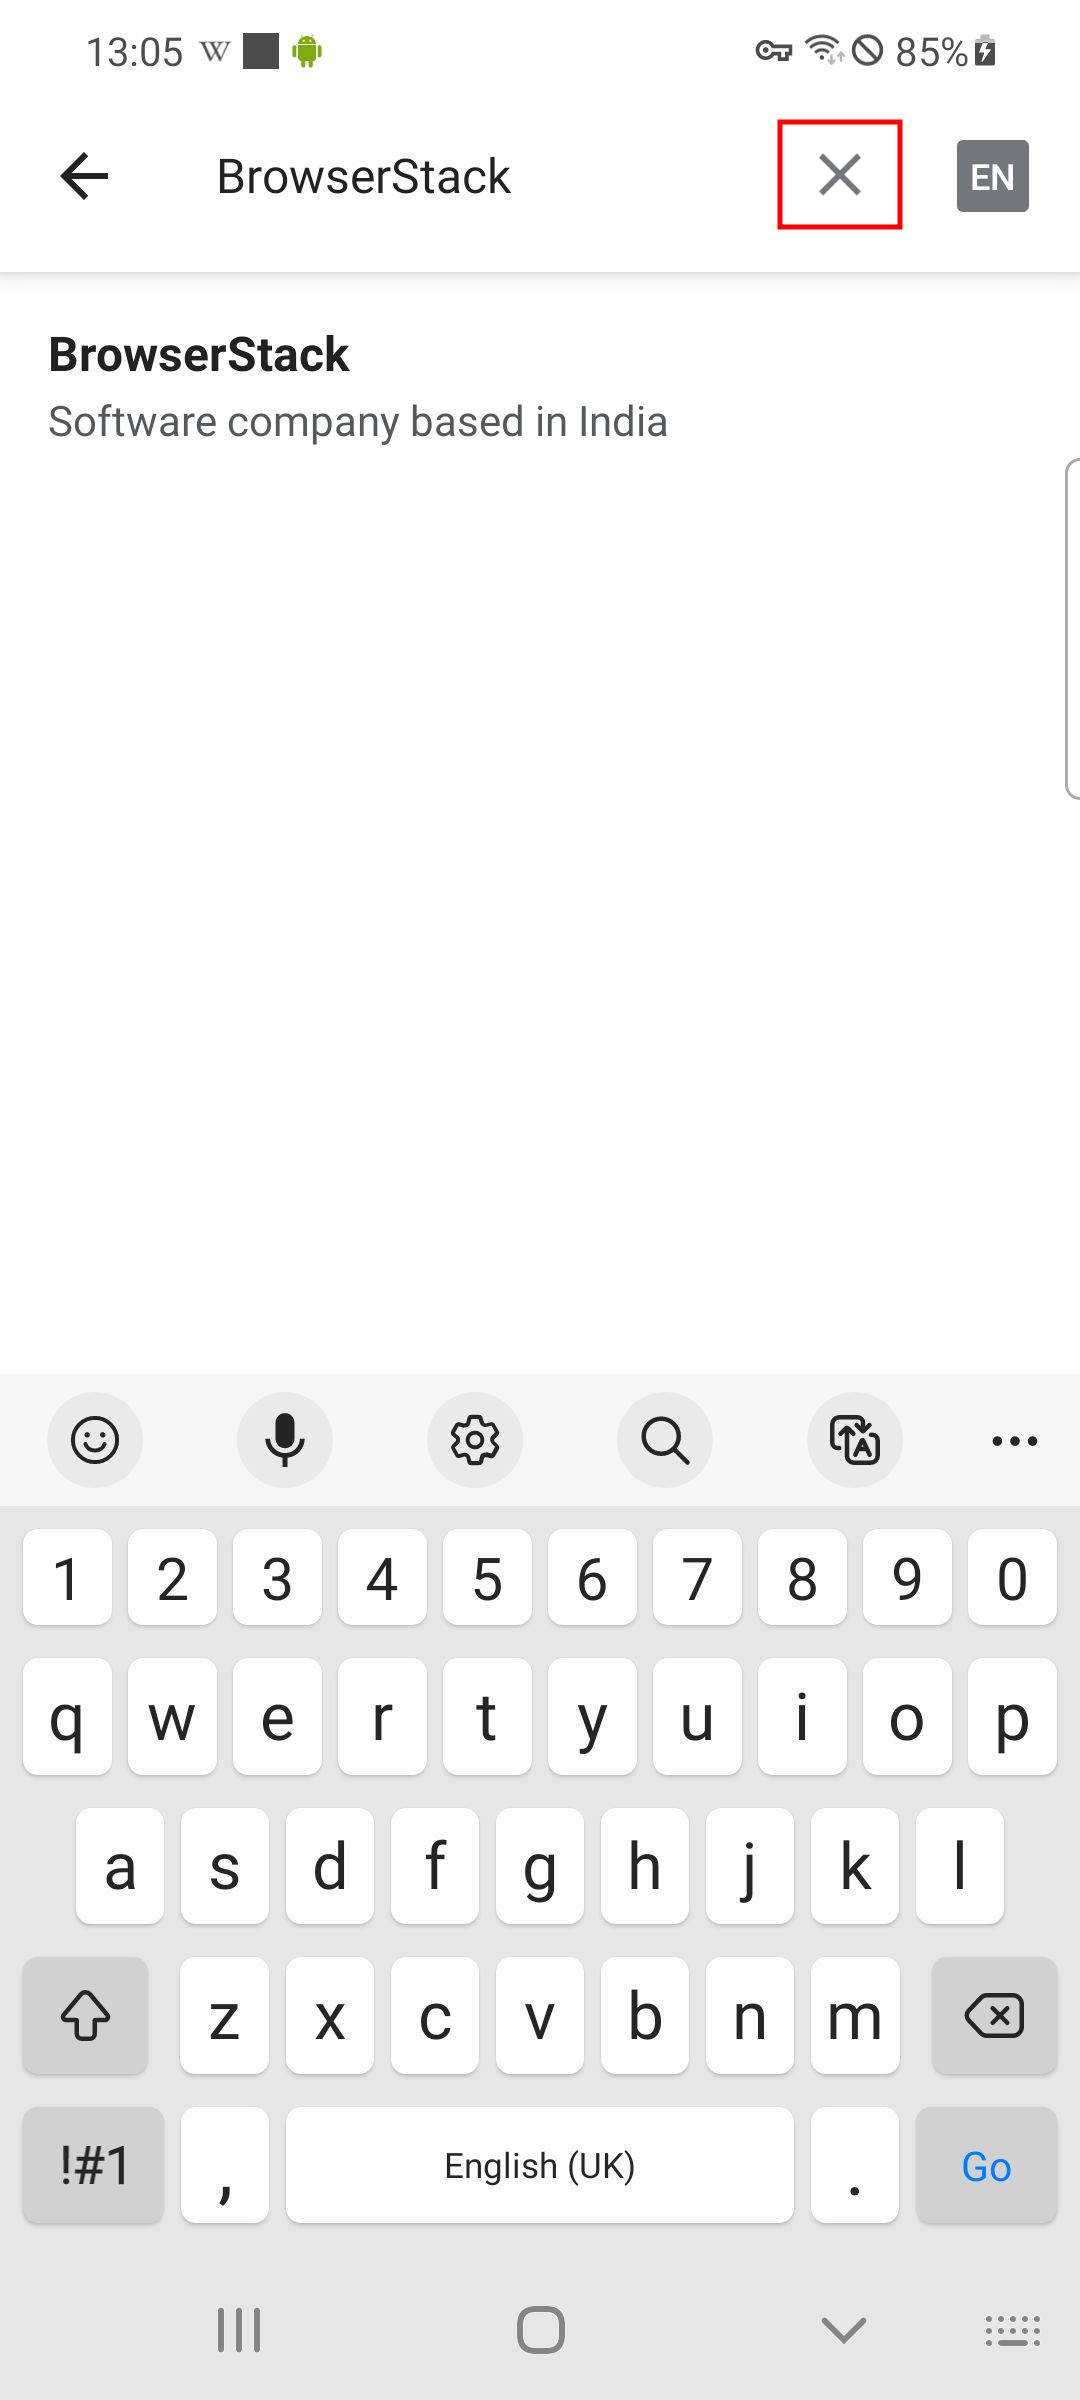 13:05 W 85%
BrowserStack EN
BrowserStack
Software company based in India
1 2 3 4 5 6 7 8 9 0
q w e r t y u i o p
a s d f g h j k l
z x c v b n m
!#1 , English (UK) . Go